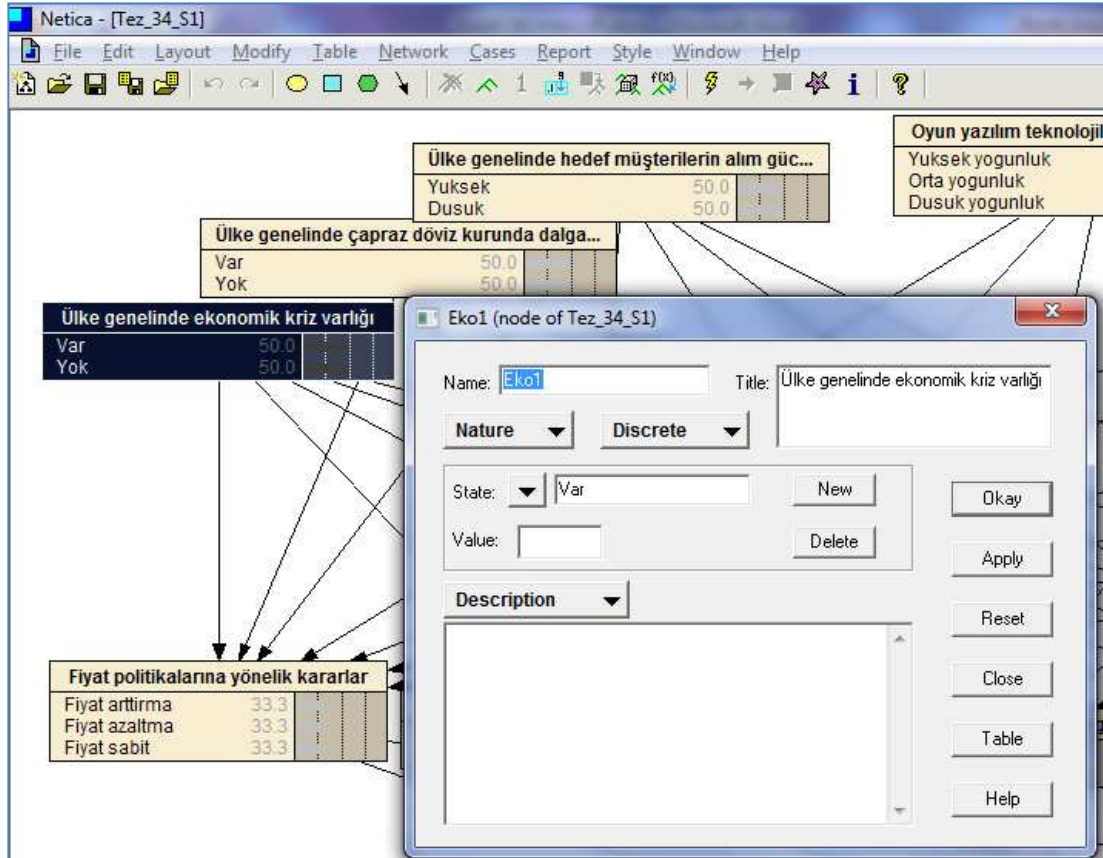 Netica - [Tez_34_S1]
File Edit Layout Modify Table Network Cases Report Style Window Help
Oyun yazılım teknolojil
Yuksek yogunluk
Orta yogunluk
Dusuk yogunluk
Ülke genelinde hedef müşterilerin alım güc...
Yuksek 50.0
Dusuk 50.0
Ülke genelinde çapraz döviz kurunda dalga...
Var 50.0
Yok 50.0
Ülke genelinde ekonomik kriz varlığı
Var 50.0
Yok 50.0
Eko1 (node of Tez_34_S1)
Name: Eko1 Title: Ülke genelinde ekonomik kriz varlığı
Nature Discrete
State: Var New
Value: Delete
Description
Okay
Apply
Reset
Close
Table
Help
Fiyat politikalarına yönelik kararlar
Fiyat arttirma 33.3
Fiyat azaltma 33.3
Fiyat sabit 33.3